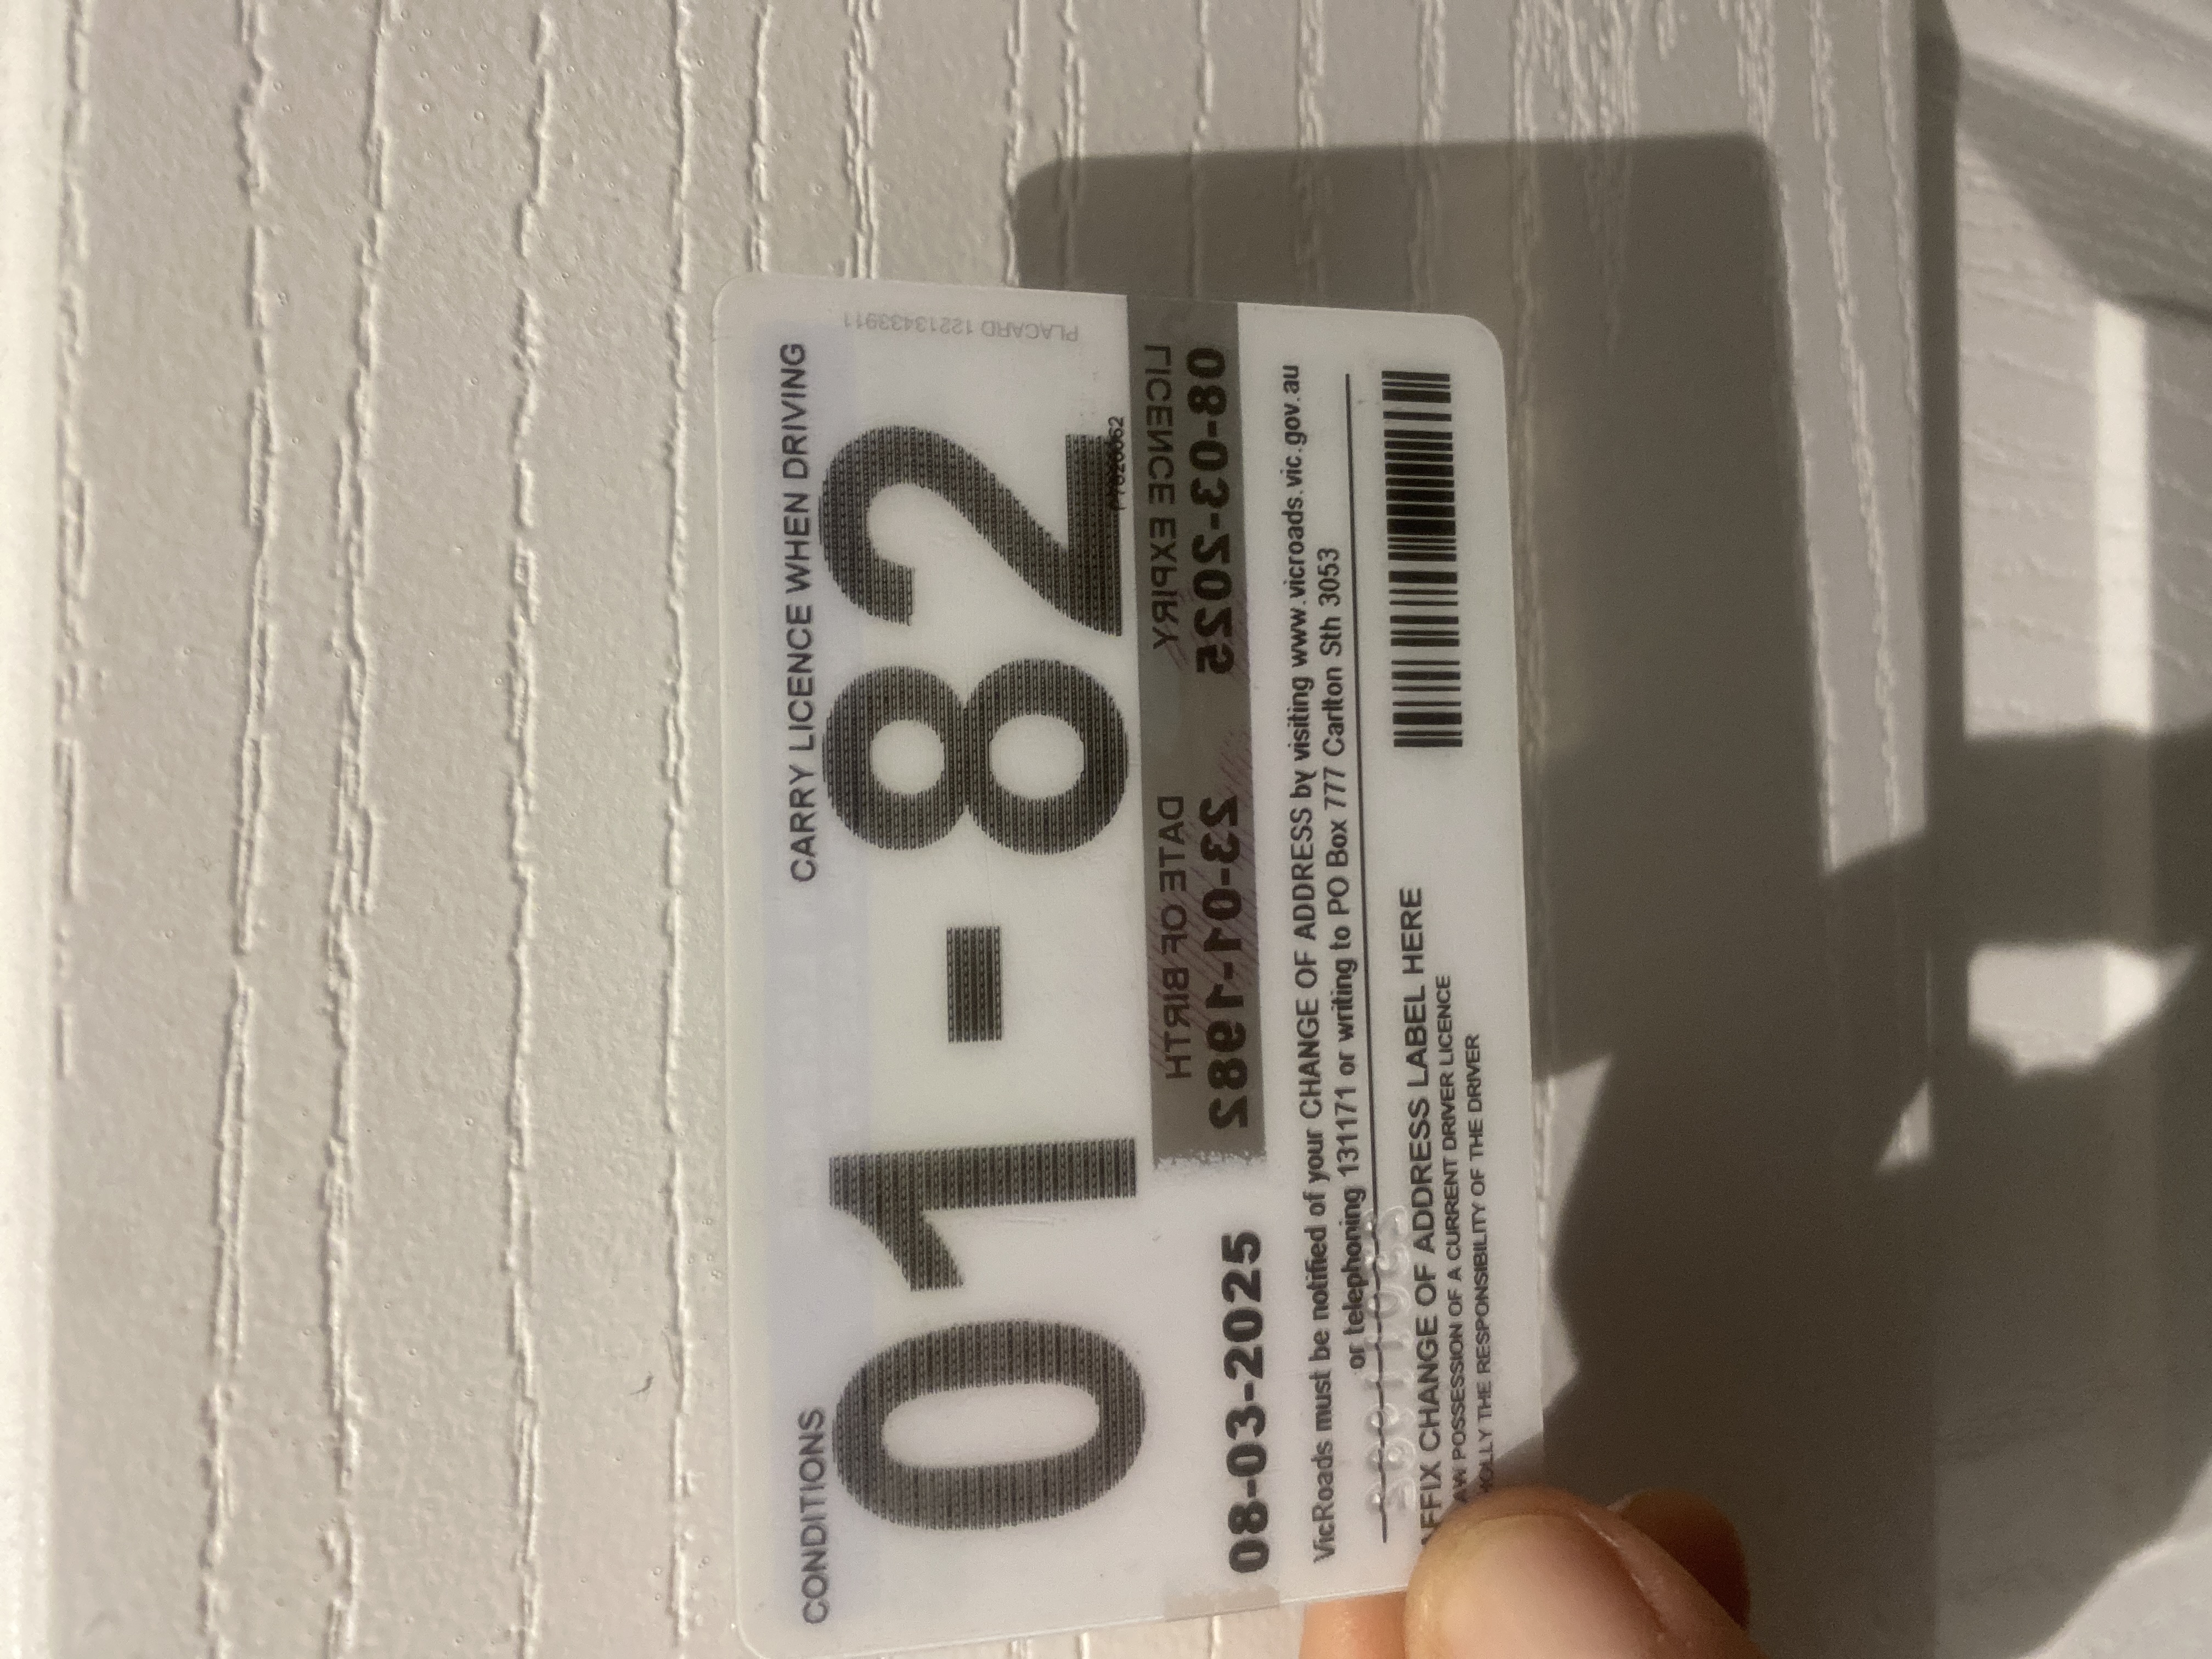 CONDITIONS
CARRY LICENCE WHEN DRIVING
01-82
PLACARD 12213433911
LICENCE EXPIRY
08-03-2025
DATE OF BIRTH
23-01-1982
08-03-2025
VicRoads must be notified of your CHANGE OF ADDRESS by visiting www.vicroads.vic.gov.au
or telephoning 131171 or writing to PO Box 777 Carlton Sth 3053
CHANGE OF ADDRESS LABEL HERE
POSSESSION OF A CURRENT DRIVER LICENCE
THE RESPONSIBILITY OF THE DRIVER